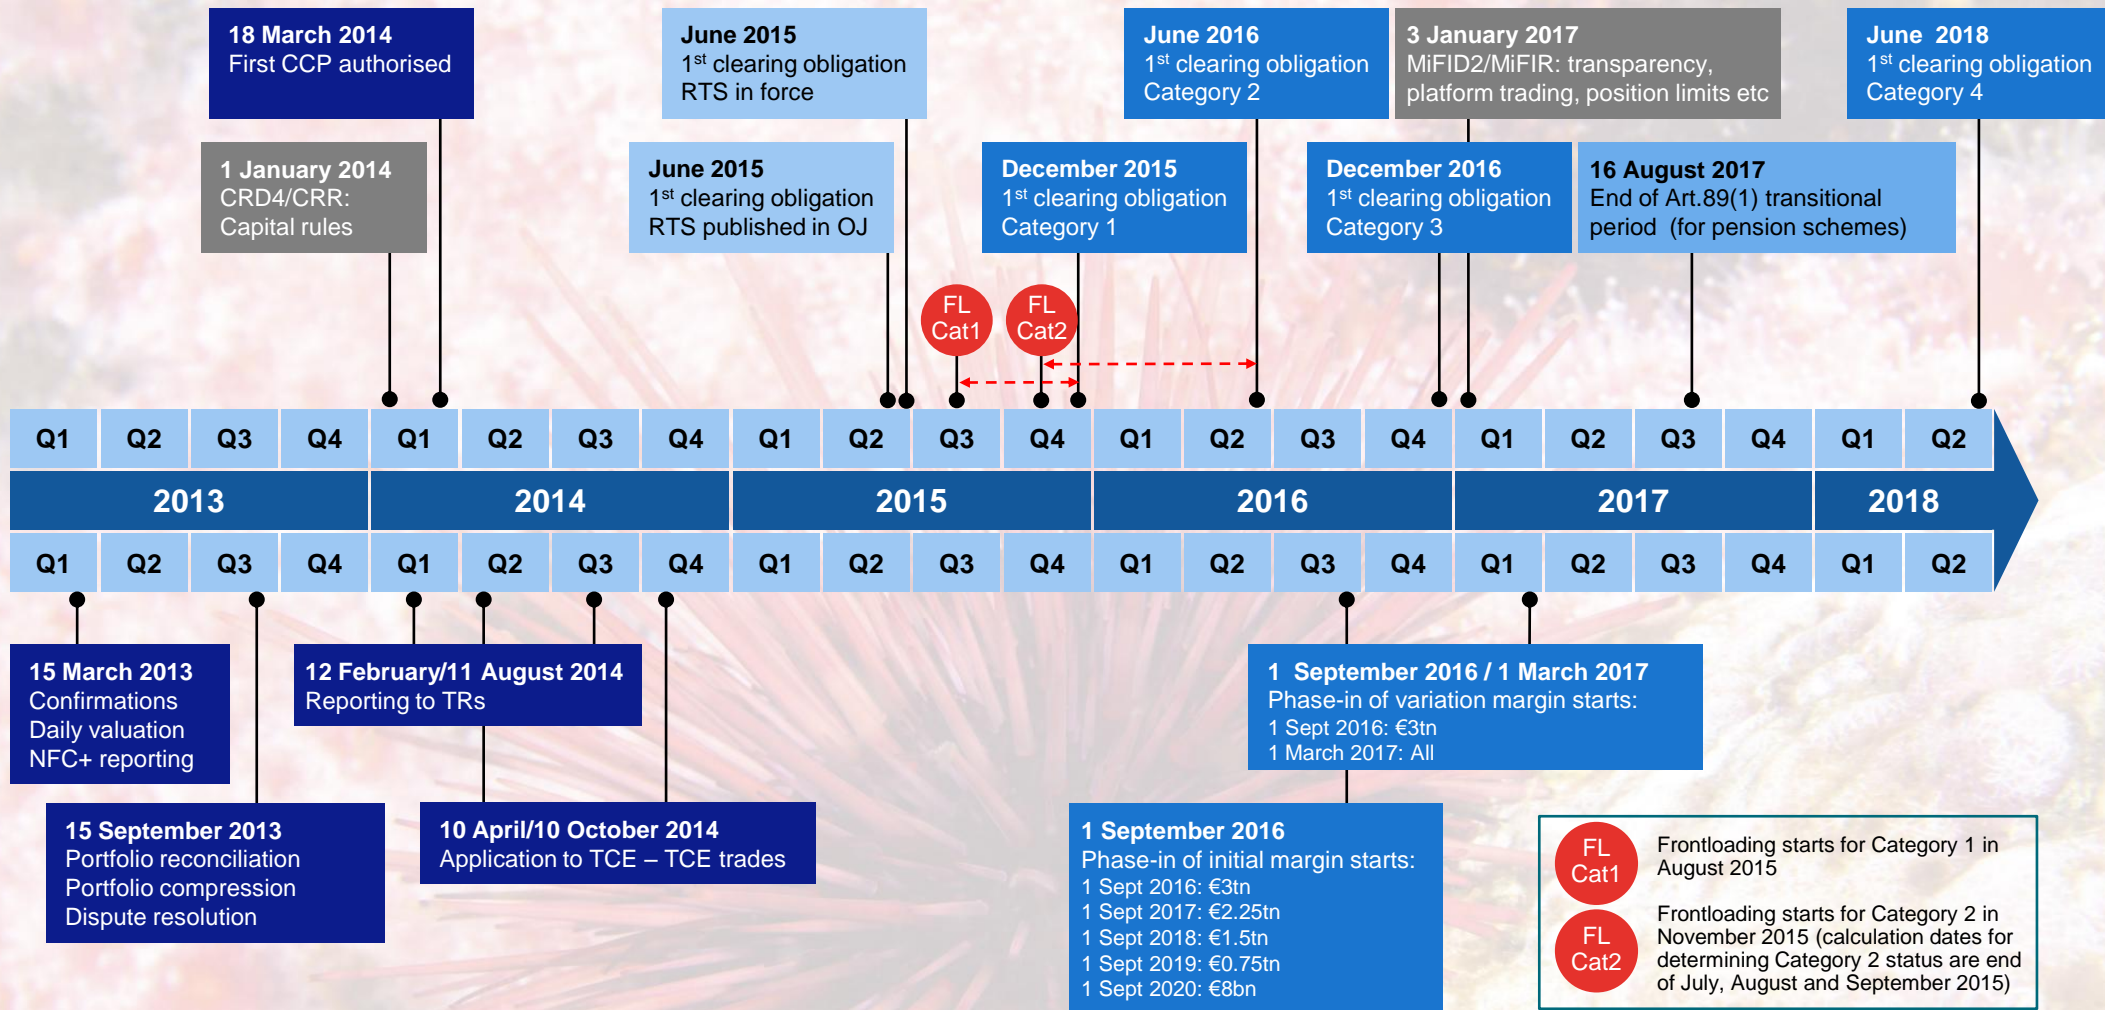 18 March 2014
First CCP authorised
June 2015
1st clearing obligation
RTS in force
June 2016
1st clearing obligation
Category 2
3 January 2017
MiFID2/MiFIR: transparency,
platform trading, position limits etc
June 2018
1st clearing obligation
Category 4
1 January 2014
CRD4/CRR:
Capital rules
June 2015
1st clearing obligation
RTS published in OJ
December 2015
1st clearing obligation
Category 1
December 2016
1st clearing obligation
Category 3
16 August 2017
End of Art.89(1) transitional
period (for pension schemes)
FL
Cat1
FL
Cat2
Q1 Q2 Q3 Q4 Q1 Q2 Q3 Q4 Q1 Q2 Q3 Q4 Q1 Q2 Q3 Q4 Q1 Q2 Q3 Q4 Q1 Q2
2013 2014 2015 2016 2017 2018
Q1 Q2 Q3 Q4 Q1 Q2 Q3 Q4 Q1 Q2 Q3 Q4 Q1 Q2 Q3 Q4 Q1 Q2 Q3 Q4 Q1 Q2
15 March 2013
Confirmations
Daily valuation
NFC+ reporting
12 February/11 August 2014
Reporting to TRs
1 September 2016 / 1 March 2017
Phase-in of variation margin starts:
1 Sept 2016: €3tn
1 March 2017: All
15 September 2013
Portfolio reconciliation
Portfolio compression
Dispute resolution
10 April/10 October 2014
Application to TCE – TCE trades
1 September 2016
Phase-in of initial margin starts:
1 Sept 2016: €3tn
1 Sept 2017: €2.25tn
1 Sept 2018: €1.5tn
1 Sept 2019: €0.75tn
1 Sept 2020: €8bn
FL
Cat1
Frontloading starts for Category 1 in
August 2015
FL
Cat2
Frontloading starts for Category 2 in
November 2015 (calculation dates for
determining Category 2 status are end
of July, August and September 2015)